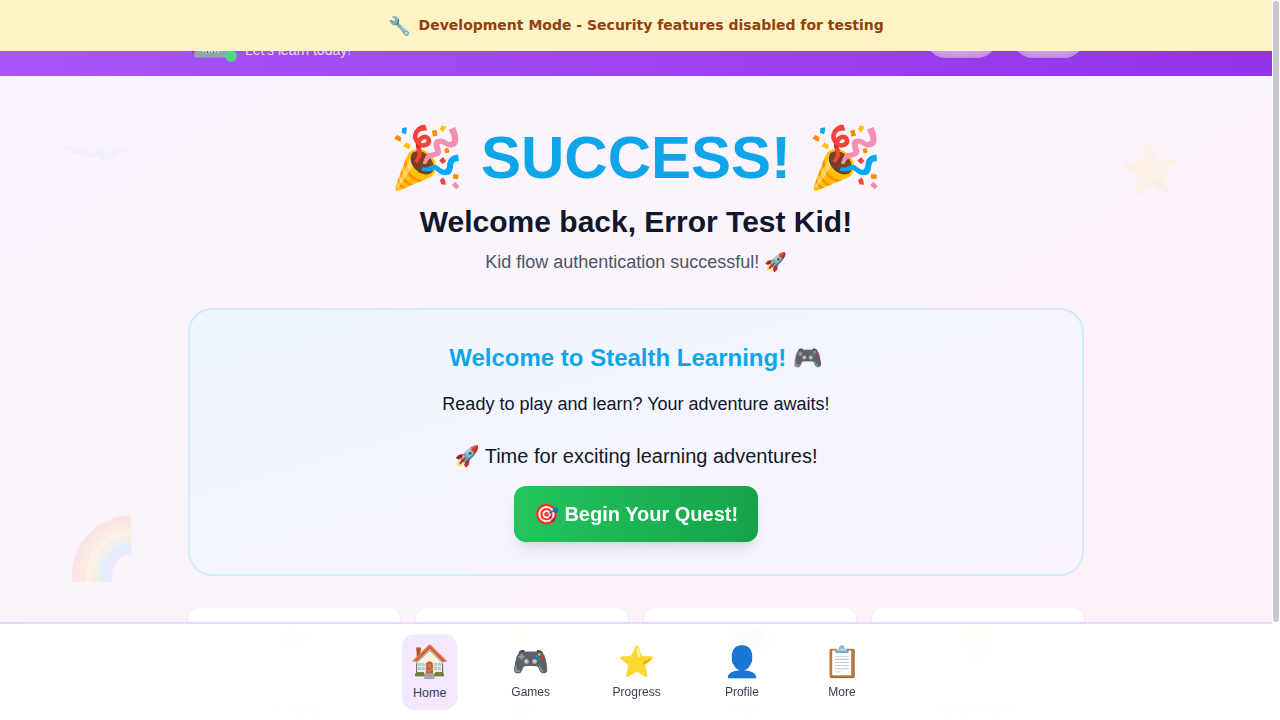 🔧 Development Mode - Security features disabled for testing
Let's learn today!
🎉 SUCCESS! 🎉
Welcome back, Error Test Kid!
Kid flow authentication successful! 🚀
Welcome to Stealth Learning! 🎮
Ready to play and learn? Your adventure awaits!
🚀 Time for exciting learning adventures!
🎯 Begin Your Quest!
Home
Games
Progress
Profile
More